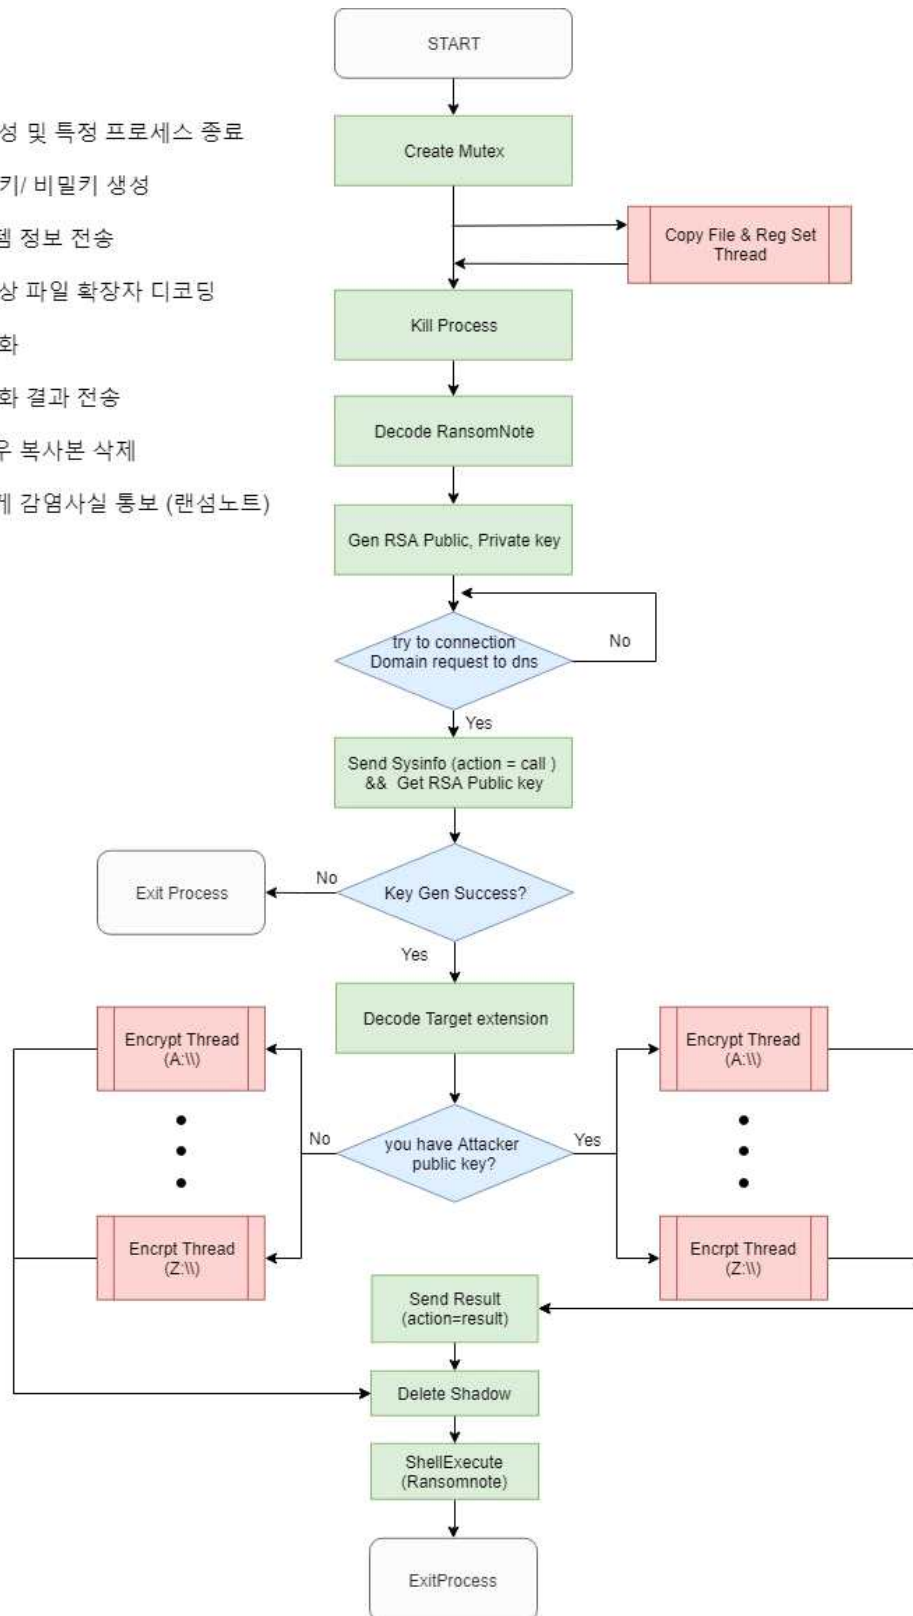 START
성 및 특정 프로세스 종료
Create Mutex
키/ 비밀키 생성
템 정보 전송
Copy File & Reg Set
Thread
상 파일 확장자 디코딩
Kill Process
화
화 결과 전송
Decode RansomNote
우 복사본 삭제
게 감염사실 통보 (랜섬노트)
Gen RSA Public, Private key
try to connection
Domain request to dns
No
Yes
Send Sysinfo (action = call )
&& Get RSA Public key
Exit Process
No
Key Gen Success?
Yes
Decode Target extension
Encrypt Thread
(A:\\)
Encrypt Thread
(A:\\)
No
you have Attacker
public key?
Yes
Encrpt Thread
(Z:\\)
Encrpt Thread
(Z:\\)
Send Result
(action=result)
Delete Shadow
ShellExecute
(Ransomnote)
ExitProcess